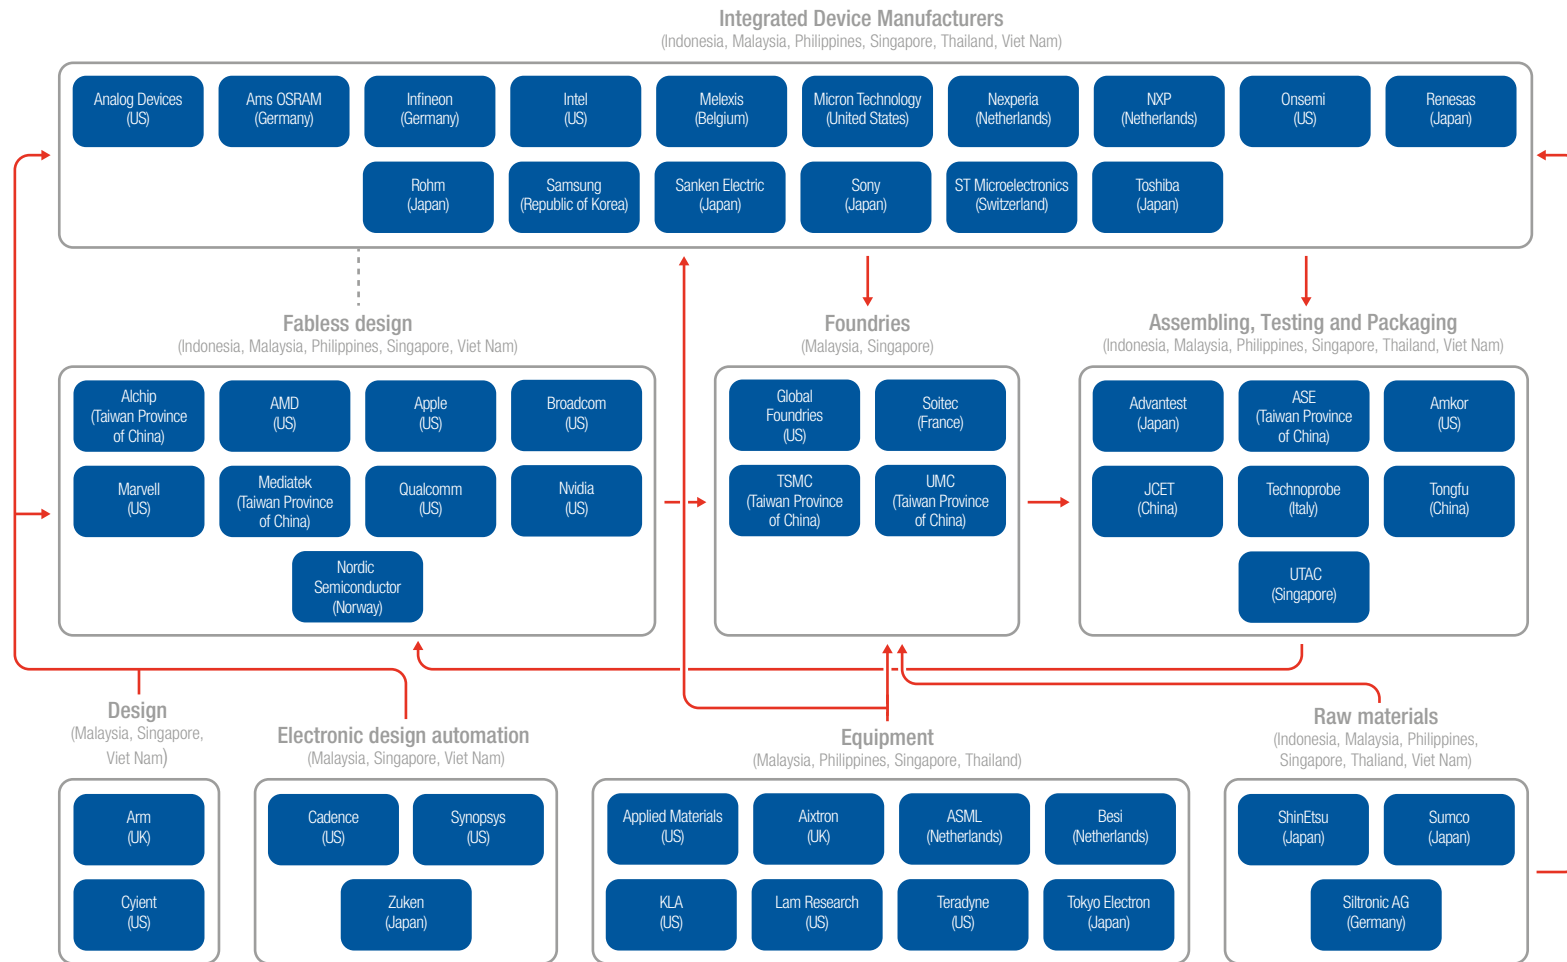 Integrated Device Manufacturers
(Indonesia, Malaysia, Philippines, Singapore, Thailand, Viet Nam)
Analog Devices
(US)
Ams OSRAM
(Germany)
Infineon
(Germany)
Intel
(US)
Melexis
(Belgium)
Micron Technology
(United States)
Nexperia
(Netherlands)
NXP
(Netherlands)
Onsemi
(US)
Renesas
(Japan)
Rohm
(Japan)
Samsung
(Republic of Korea)
Sanken Electric
(Japan)
Sony
(Japan)
ST Microelectronics
(Switzerland)
Toshiba
(Japan)
Fabless design
(Indonesia, Malaysia, Philippines, Singapore, Viet Nam)
Alchip
(Taiwan Province
of China)
AMD
(US)
Apple
(US)
Broadcom
(US)
Marvell
(US)
Mediatek
(Taiwan Province
of China)
Qualcomm
(US)
Nvidia
(US)
Nordic
Semiconductor
(Norway)
Foundries
(Malaysia, Singapore)
Global
Foundries
(US)
Soitec
(France)
TSMC
(Taiwan Province
of China)
UMC
(Taiwan Province
of China)
Assembling, Testing and Packaging
(Indonesia, Malaysia, Philippines, Singapore, Thailand, Viet Nam)
Advantest
(Japan)
ASE
(Taiwan Province
of China)
Amkor
(US)
JCET
(China)
Technoprobe
(Italy)
Tongfu
(China)
UTAC
(Singapore)
Design
(Malaysia, Singapore,
Viet Nam)
Arm
(UK)
Cyient
(US)
Electronic design automation
(Malaysia, Singapore, Viet Nam)
Cadence
(US)
Synopsys
(US)
Zuken
(Japan)
Equipment
(Malaysia, Philippines, Singapore, Thailand)
Applied Materials
(US)
Aixtron
(UK)
ASML
(Netherlands)
Besi
(Netherlands)
KLA
(US)
Lam Research
(US)
Teradyne
(US)
Tokyo Electron
(Japan)
Raw materials
(Indonesia, Malaysia, Philippines,
Singapore, Thaliand, Viet Nam)
ShinEtsu
(Japan)
Sumco
(Japan)
Siltronic AG
(Germany)